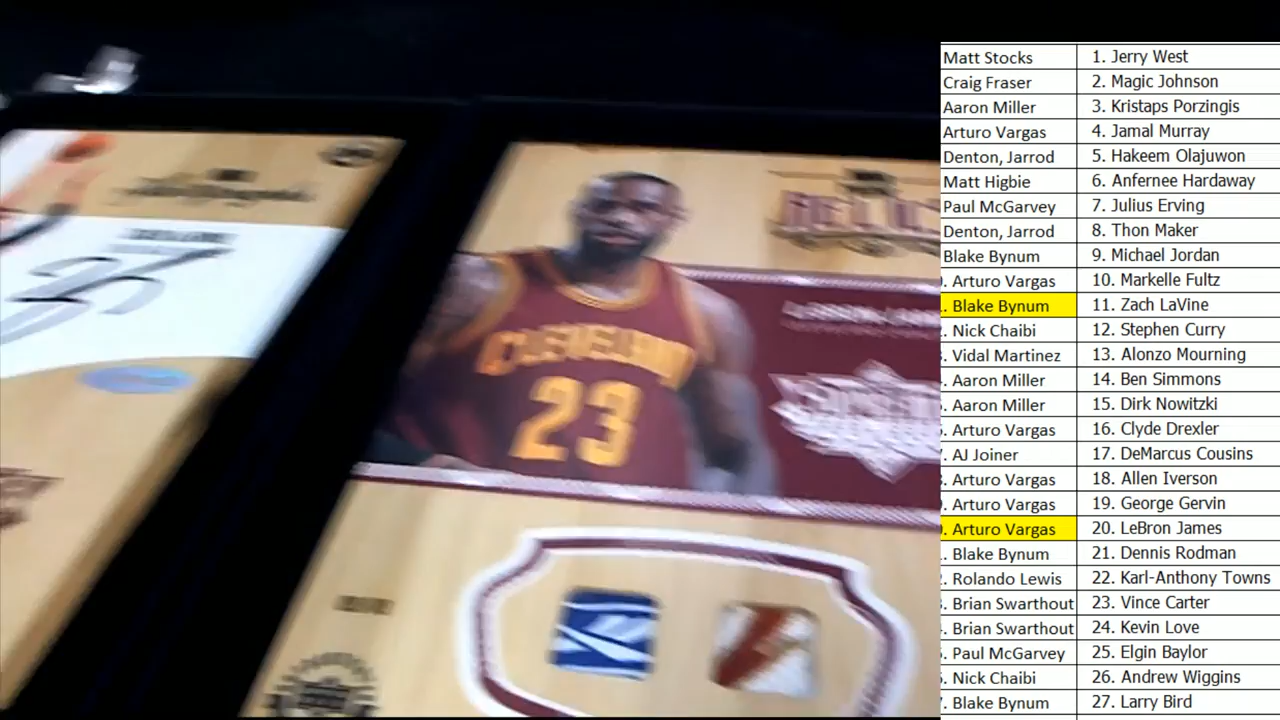 CLEVELAND
23
Matt Stocks 1. Jerry West
Craig Fraser 2. Magic Johnson
Aaron Miller 3. Kristaps Porzingis
Arturo Vargas 4. Jamal Murray
Denton, Jarrod 5. Hakeem Olajuwon
Matt Higbie 6. Anfernee Hardaway
Paul McGarvey 7. Julius Erving
Denton, Jarrod 8. Thon Maker
Blake Bynum 9. Michael Jordan
. Arturo Vargas 10. Markelle Fultz
. Blake Bynum 11. Zach LaVine
. Nick Chaibi 12. Stephen Curry
. Vidal Martinez 13. Alonzo Mourning
. Aaron Miller 14. Ben Simmons
. Aaron Miller 15. Dirk Nowitzki
. Arturo Vargas 16. Clyde Drexler
. AJ Joiner 17. DeMarcus Cousins
. Arturo Vargas 18. Allen Iverson
. Arturo Vargas 19. George Gervin
. Arturo Vargas 20. LeBron James
. Blake Bynum 21. Dennis Rodman
. Rolando Lewis 22. Karl-Anthony Towns
. Brian Swarthout 23. Vince Carter
. Brian Swarthout 24. Kevin Love
. Paul McGarvey 25. Elgin Baylor
. Nick Chaibi 26. Andrew Wiggins
. Blake Bynum 27. Larry Bird